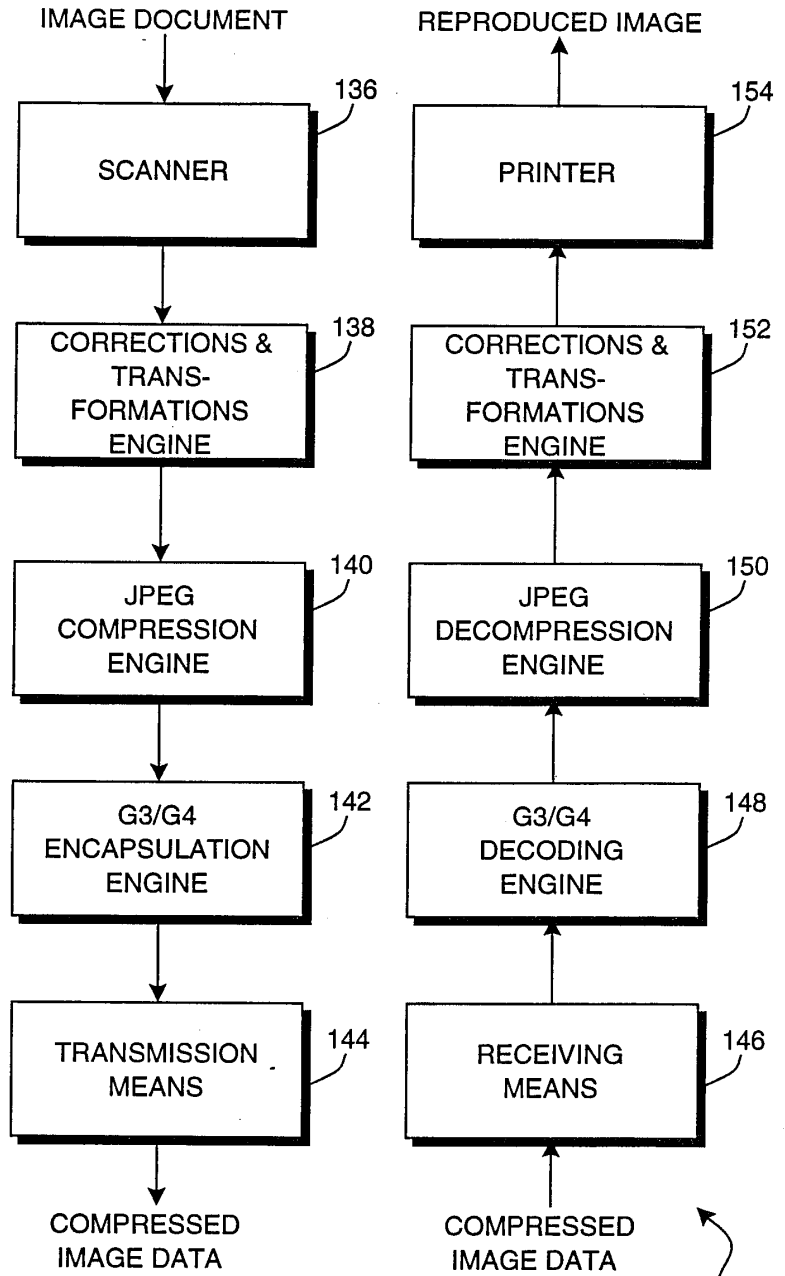 IMAGE DOCUMENT
136
SCANNER
138
CORRECTIONS &
TRANS-
FORMATIONS
ENGINE
140
JPEG
COMPRESSION
ENGINE
142
G3/G4
ENCAPSULATION
ENGINE
144
TRANSMISSION
MEANS
COMPRESSED
IMAGE DATA
REPRODUCED IMAGE
154
PRINTER
152
CORRECTIONS &
TRANS-
FORMATIONS
ENGINE
150
JPEG
DECOMPRESSION
ENGINE
148
G3/G4
DECODING
ENGINE
146
RECEIVING
MEANS
COMPRESSED
IMAGE DATA